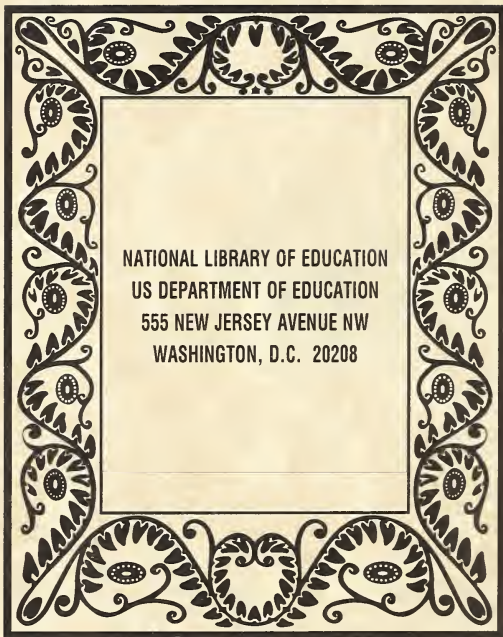 NATIONAL LIBRARY OF EDUCATION
US DEPARTMENT OF EDUCATION
555 NEW JERSEY AVENUE NW
WASHINGTON, D.C. 20208